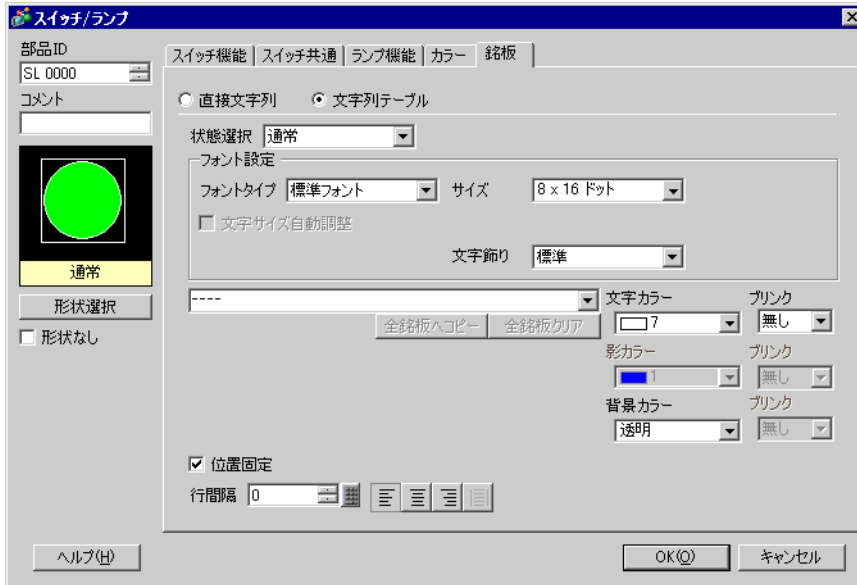 スイッチ/ランプ
部品ID
SL 0000
コメント
通常
形状選択
形状なし
スイッチ機能 スイッチ共通 ランプ機能 カラー 銘板
直接文字列 文字列テーブル
状態選択 通常
フォント設定
フォントタイプ 標準フォント サイズ 8 x 16 ドット
文字サイズ自動調整
文字飾り 標準
---- 文字カラー ブリンク
全銘板へコピー 全銘板クリア 7 無し
影カラー ブリンク
1 無し
背景カラー ブリンク
透明 無し
位置固定
行間隔 0
ヘルプ(H) OK(O) キャンセル